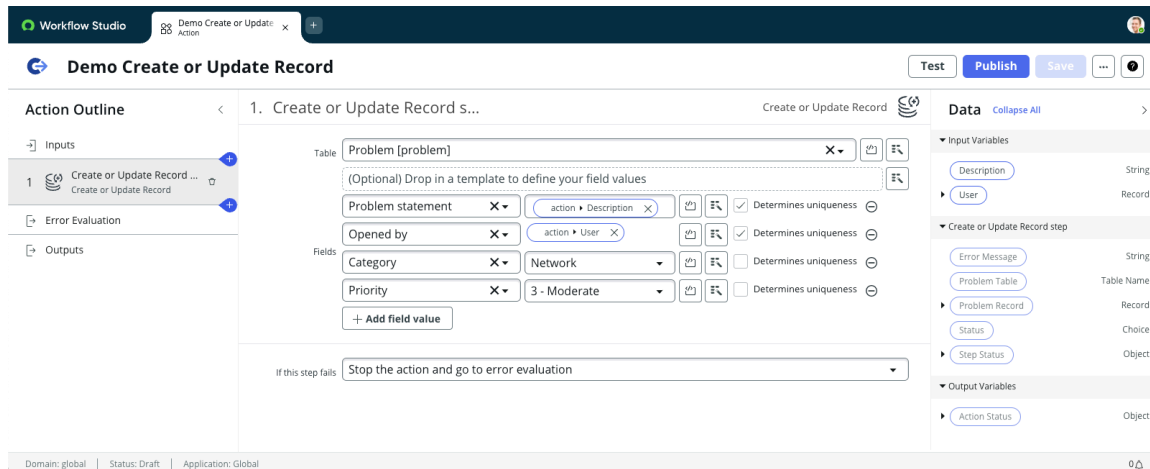 Workflow Studio
Demo Create or Update
Action
Demo Create or Update Record
Test
Publish
Save
Action Outline
Inputs
1
Create or Update Record ...
Create or Update Record
Error Evaluation
Outputs
1. Create or Update Record s...
Create or Update Record
Table
Problem [problem]
(Optional) Drop in a template to define your field values
Fields
Problem statement
action ▸ Description
Determines uniqueness
Opened by
action ▸ User
Determines uniqueness
Category
Network
Determines uniqueness
Priority
3 - Moderate
Determines uniqueness
+ Add field value
If this step fails
Stop the action and go to error evaluation
Data
Collapse All
Input Variables
Description String
User Record
Create or Update Record step
Error Message String
Problem Table Table Name
Problem Record Record
Status Choice
Step Status Object
Output Variables
Action Status Object
Domain: global | Status: Draft | Application: Global
0